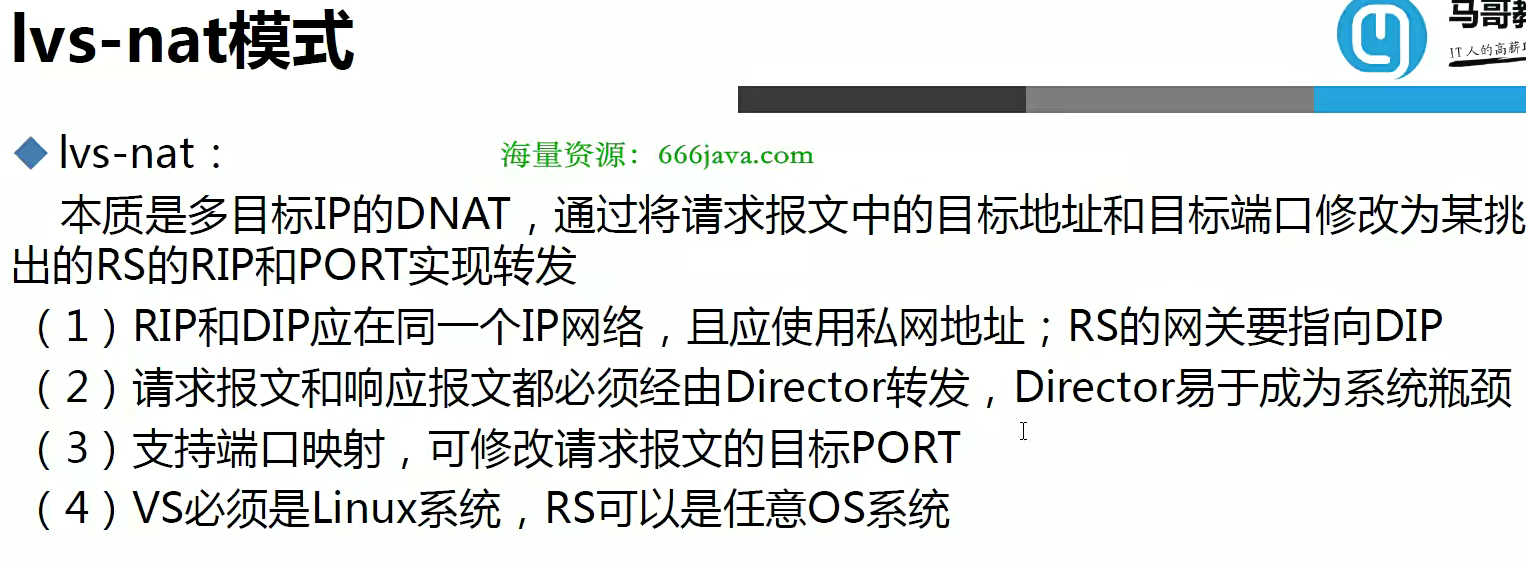 lvs-nat模式
马哥教
IT人的高薪
lvs-nat：
海量资源：666java.com
本质是多目标IP的DNAT，通过将请求报文中的目标地址和目标端口修改为某挑
出的RS的RIP和PORT实现转发
（1）RIP和DIP应在同一个IP网络，且应使用私网地址；RS的网关要指向DIP
（2）请求报文和响应报文都必须经由Director转发，Director易于成为系统瓶颈
（3）支持端口映射，可修改请求报文的目标PORT
（4）VS必须是Linux系统，RS可以是任意OS系统